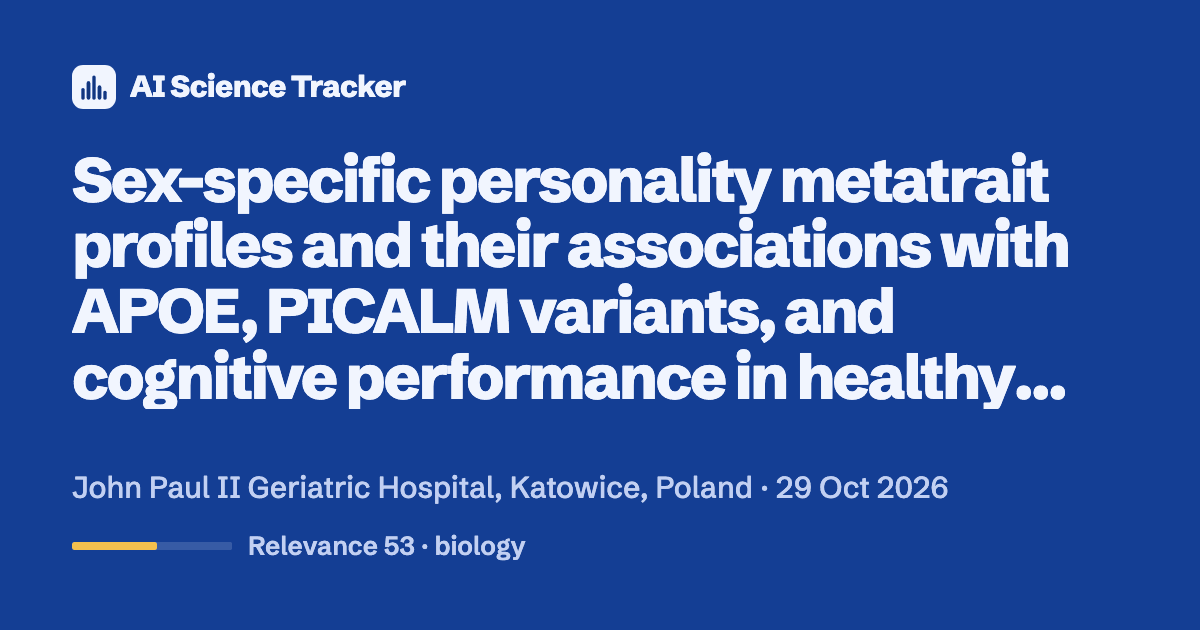 AI Science Tracker
Sex-specific personality metatrait
profiles and their associations with
APOE, PICALM variants, and
cognitive performance in healthy...
John Paul II Geriatric Hospital, Katowice, Poland · 29 Oct 2026
Relevance 53 · biology